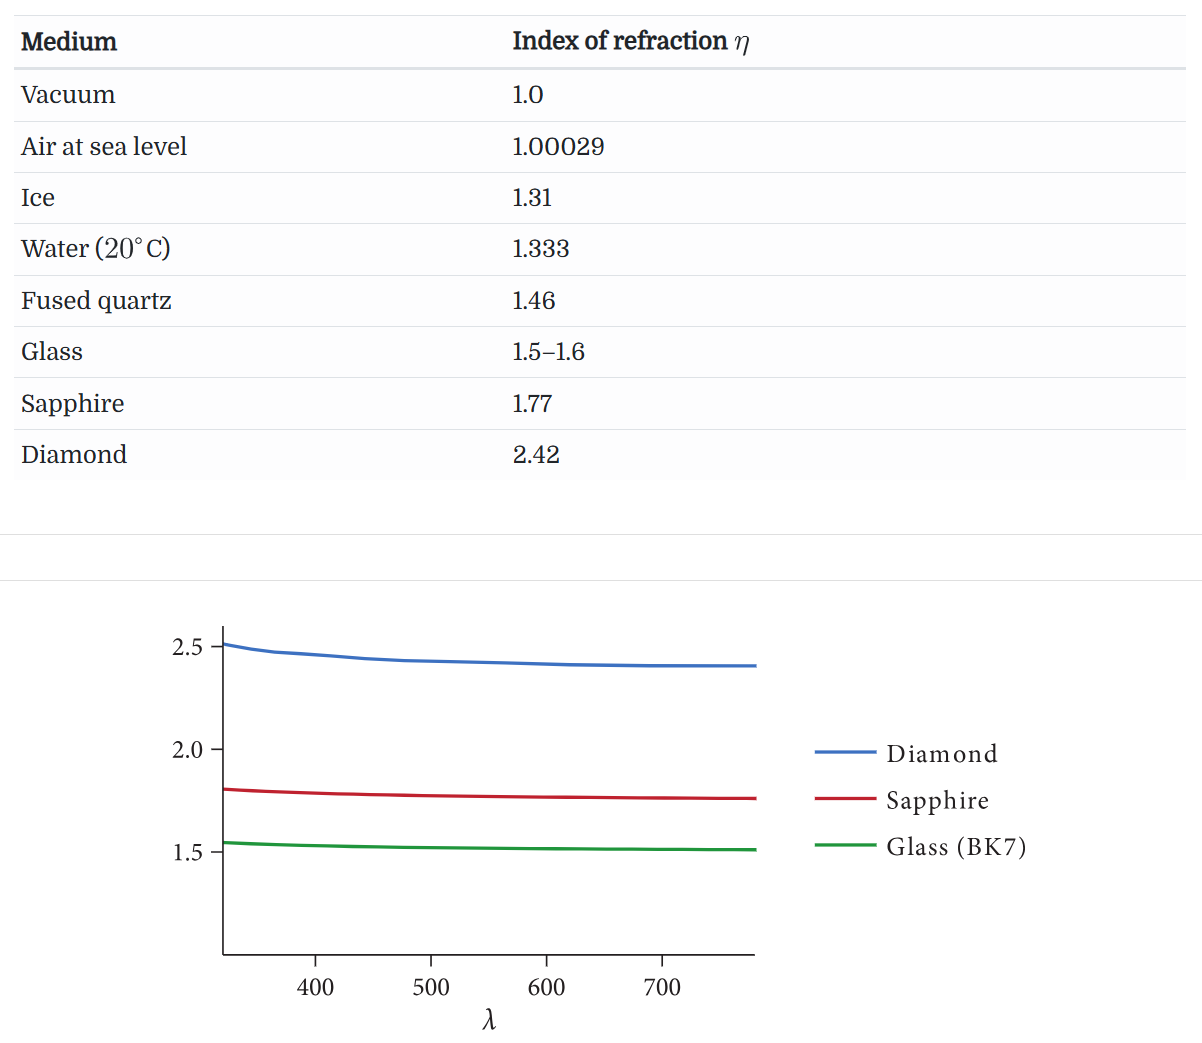 Medium Index of refraction η
Vacuum 1.0
Air at sea level 1.00029
Ice 1.31
Water (20° C) 1.333
Fused quartz 1.46
Glass 1.5–1.6
Sapphire 1.77
Diamond 2.42
2.5
2.0
1.5
400 500 600 700
λ
Diamond
Sapphire
Glass (BK7)